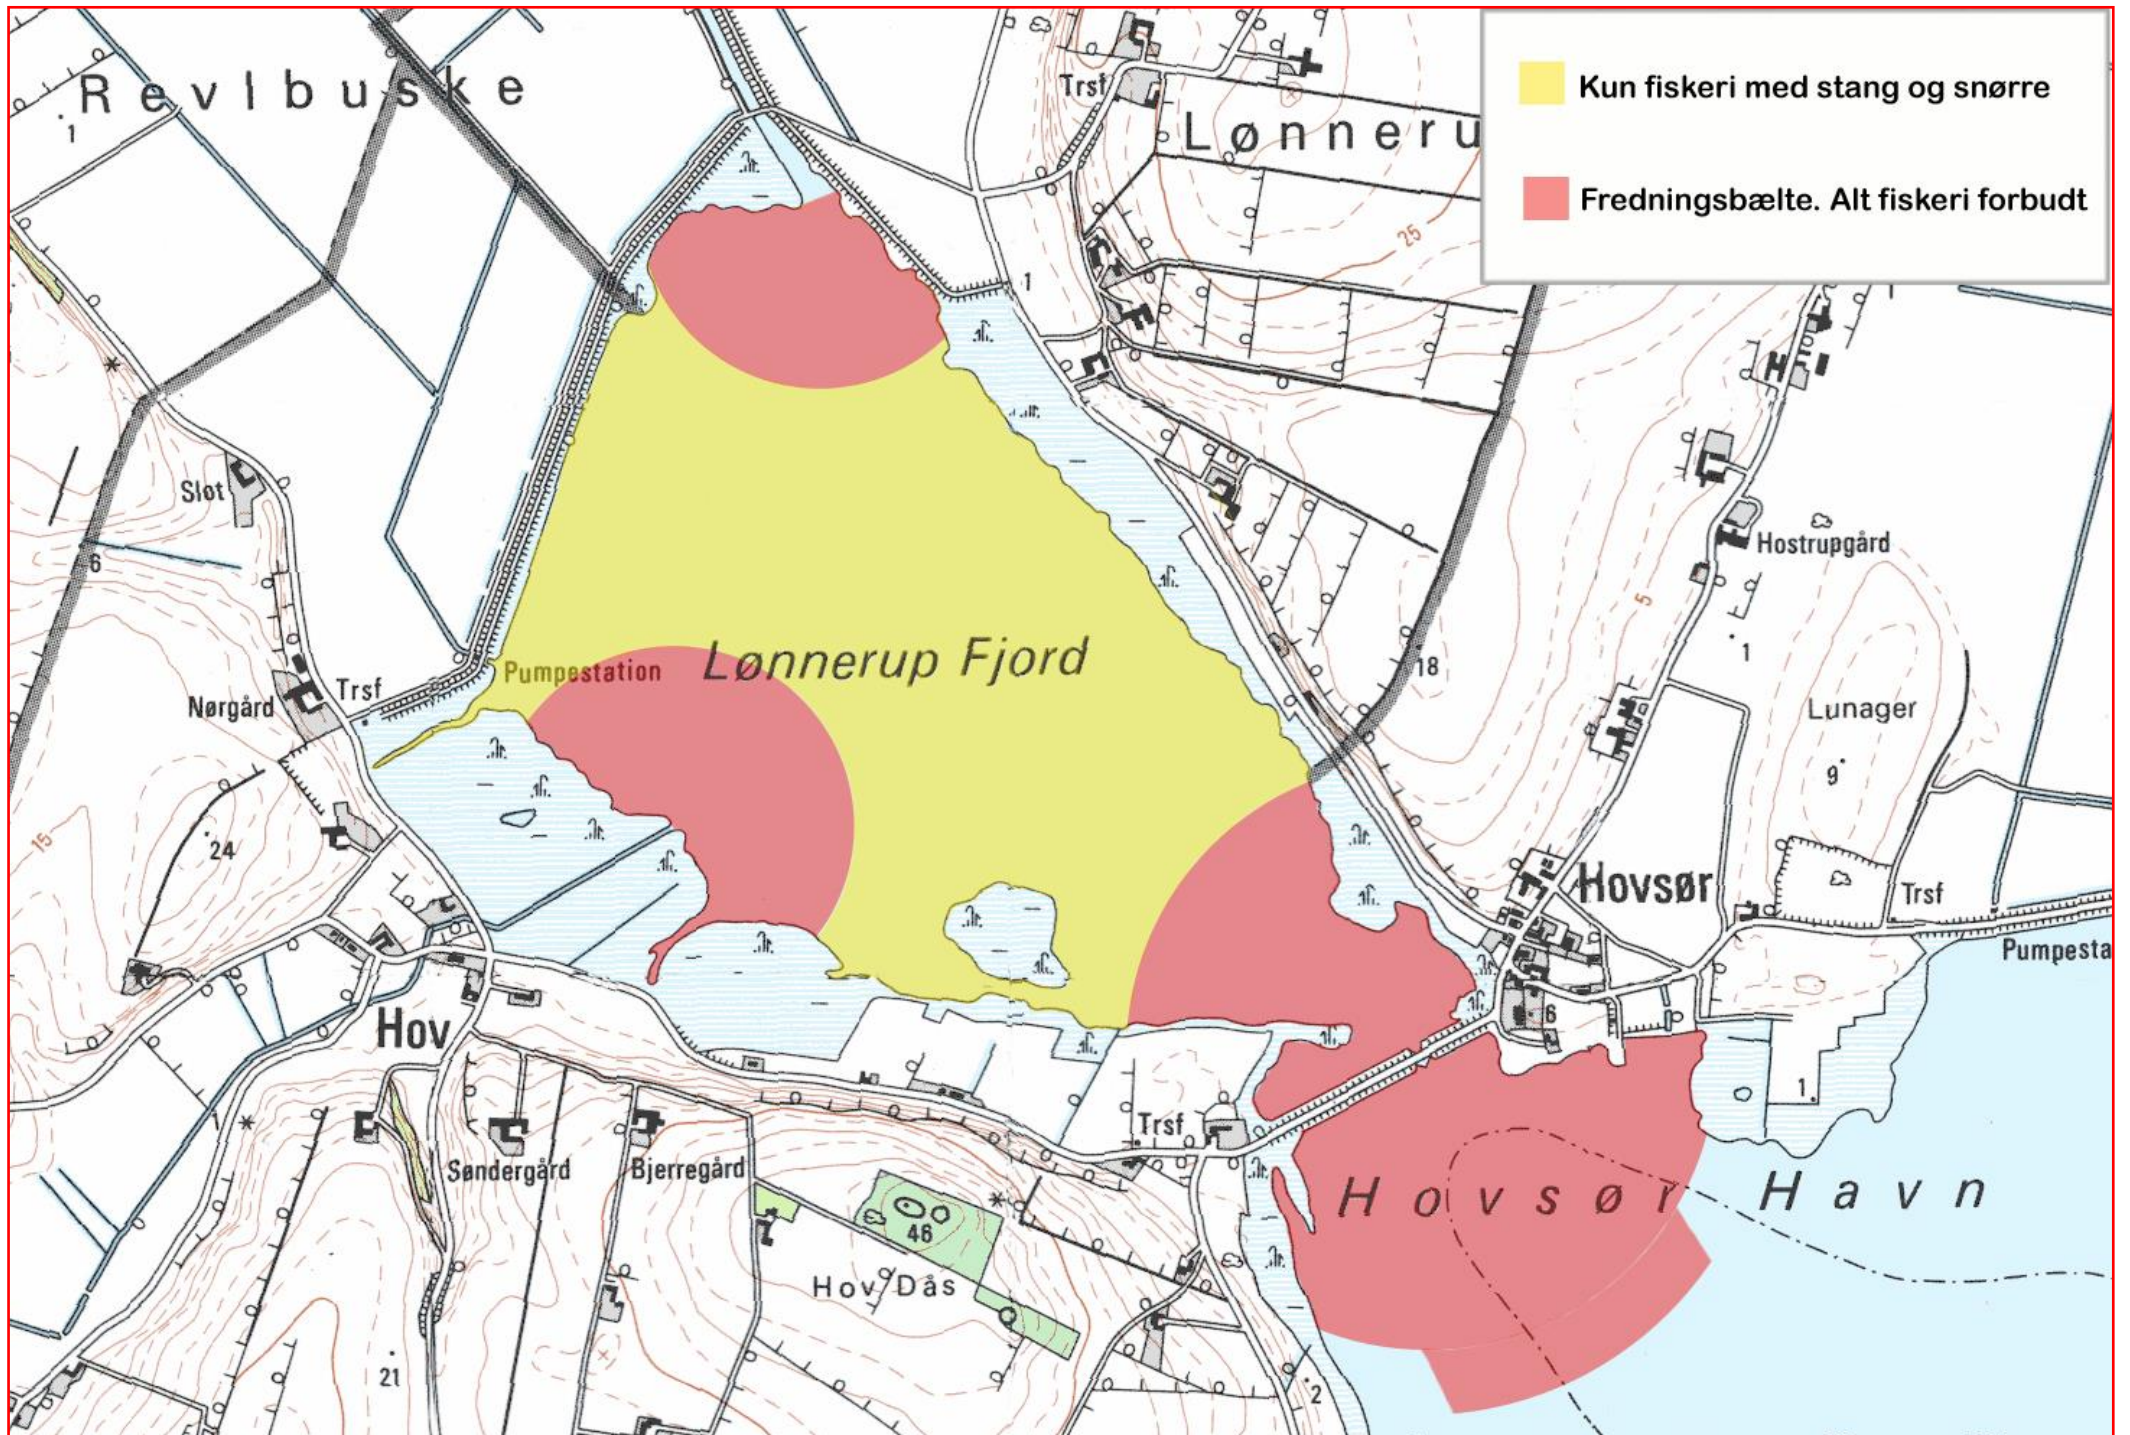 Revlbuske
Trsf
Lønneru
Kun fiskeri med stang og snørre
Fredningsbælte. Alt fiskeri forbudt
1
25
1
Slot
6
Hostrupgård
5
1
Pumpestation
Lønnerup Fjord
18
Nørgård
Trsf
Lunager
9
15
24
Hovsør
Trsf
Pumpesta
Hov
6
1
Trsf
Søndergård
Bjerregård
Hovsør Havn
46
Hov Dås
21
2